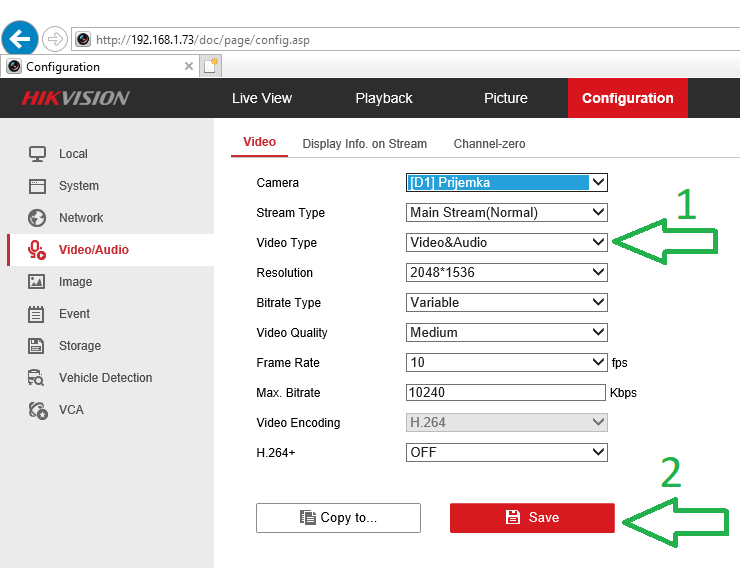 http://192.168.1.73/doc/page/config.asp
Configuration
HIKVISION
Live View Playback Picture Configuration
Local
System
Network
Video/Audio
Image
Event
Storage
Vehicle Detection
VCA
Video Display Info. on Stream Channel-zero
Camera [D1] Prijemka
Stream Type Main Stream(Normal)
1
Video Type Video&Audio
Resolution 2048*1536
Bitrate Type Variable
Video Quality Medium
Frame Rate 10 fps
Max. Bitrate 10240 Kbps
Video Encoding H.264
H.264+ OFF
2
Copy to... Save